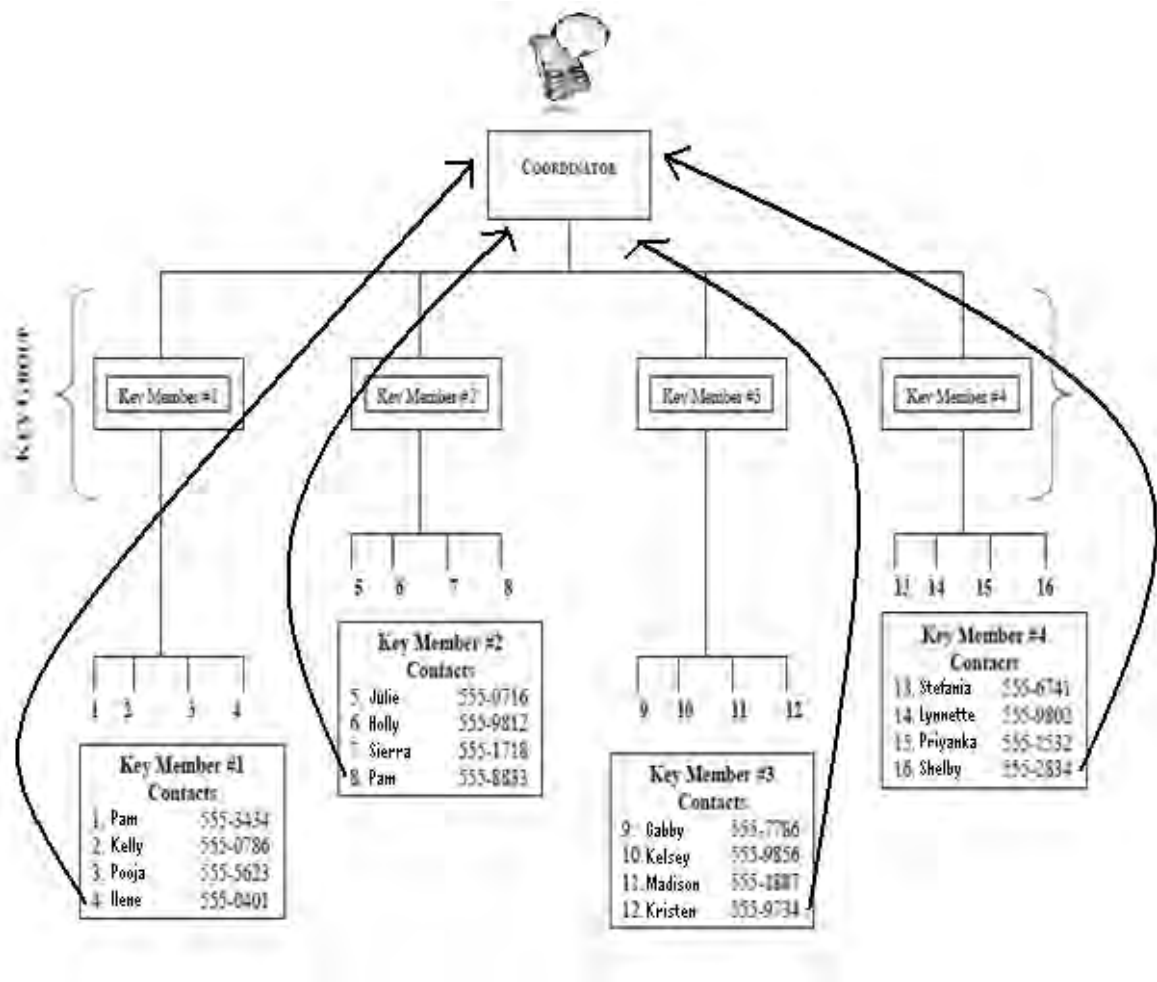 COORDINATOR
KEY GROUP
Key Member #1
Key Member #2
Key Member #3
Key Member #4
5 6 7 8
13 14 15 16
1 2 3 4
9 10 11 12
Key Member #1
Contacts
1. Pam 555-3434
2. Kelly 555-0786
3. Pooja 555-5623
4. Ilene 555-0401
Key Member #2
Contacts
5. Julie 555-0716
6. Holly 555-9812
7. Sierra 555-1718
8. Pam 555-8833
Key Member #3
Contacts
9. Gabby 555-7786
10. Kelsey 555-9856
11. Madison
12. Kristen 555-9734
Key Member #4
Contacts
13. Stefania 555-6741
14. Lynnette
15. Priyanka
16. Shelby 555-2834